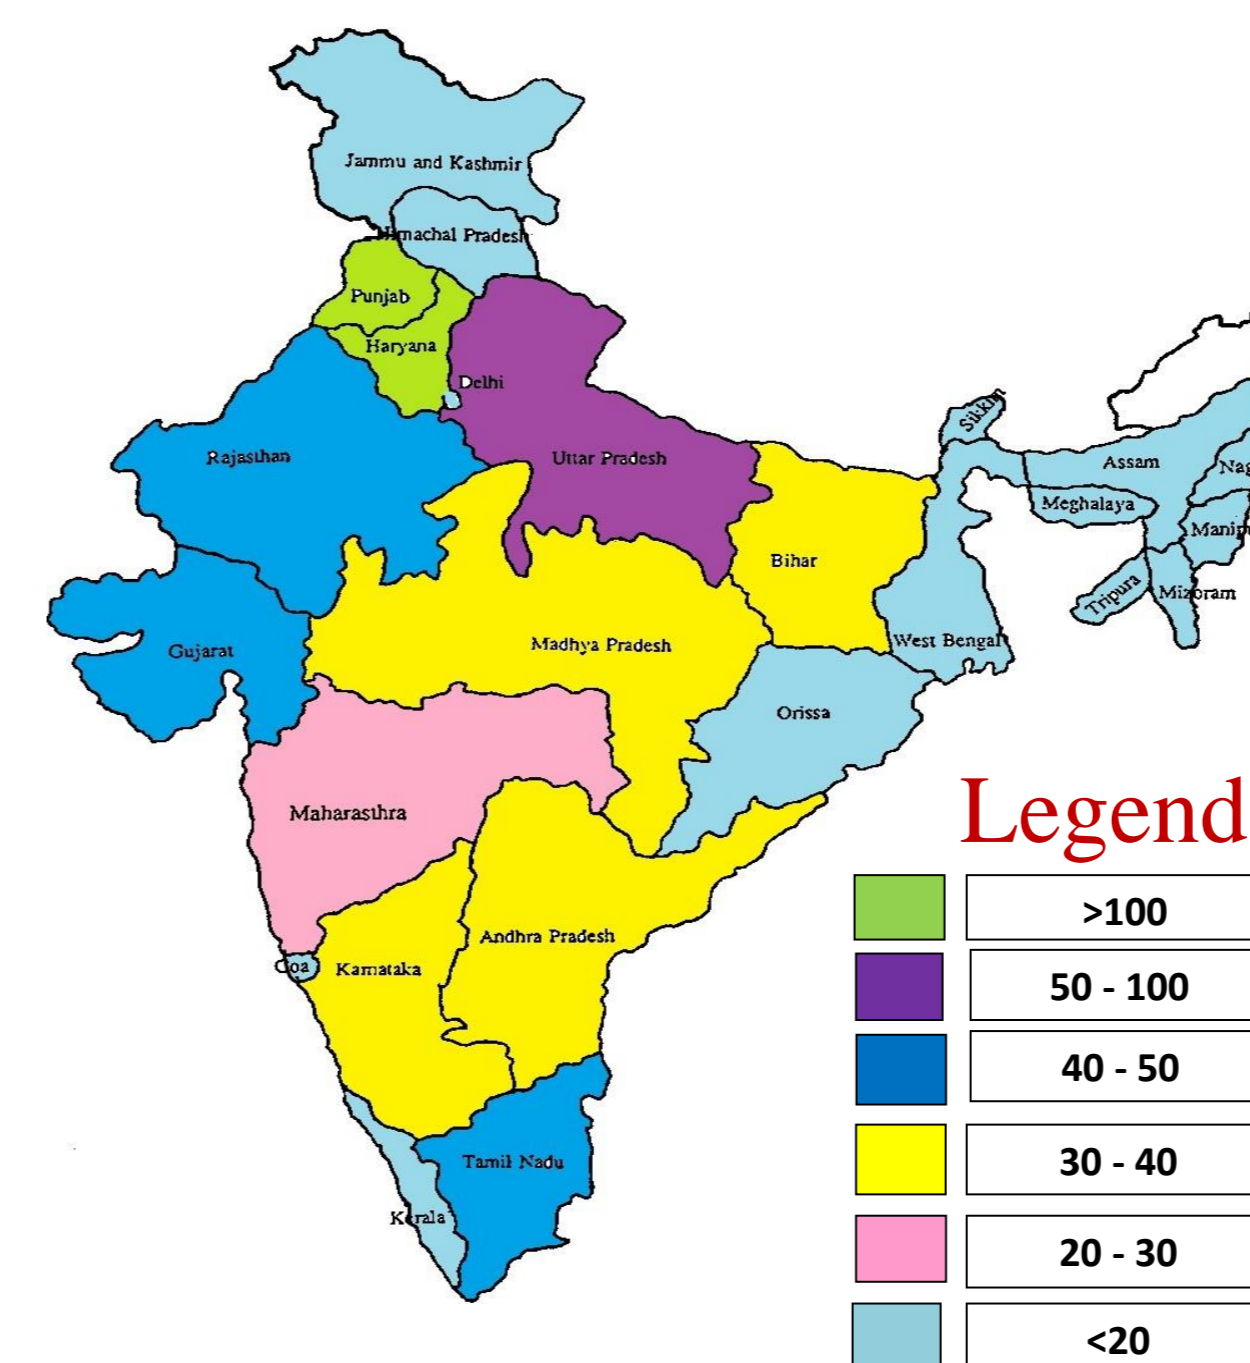 Jammu and Kashmir
Himachal Pradesh
Punjab
Haryana
Delhi
Rajasthan
Uttar Pradesh
Sikkim
Assam
Nag
Meghalaya
Manip
Bihar
Tripura
Mizoram
West Bengal
Gujarat
Madhya Pradesh
Orissa
Maharasthra
Legend
>100
Andhra Pradesh
Goa
Karnataka
50 - 100
40 - 50
30 - 40
Tamil Nadu
Kerala
20 - 30
<20